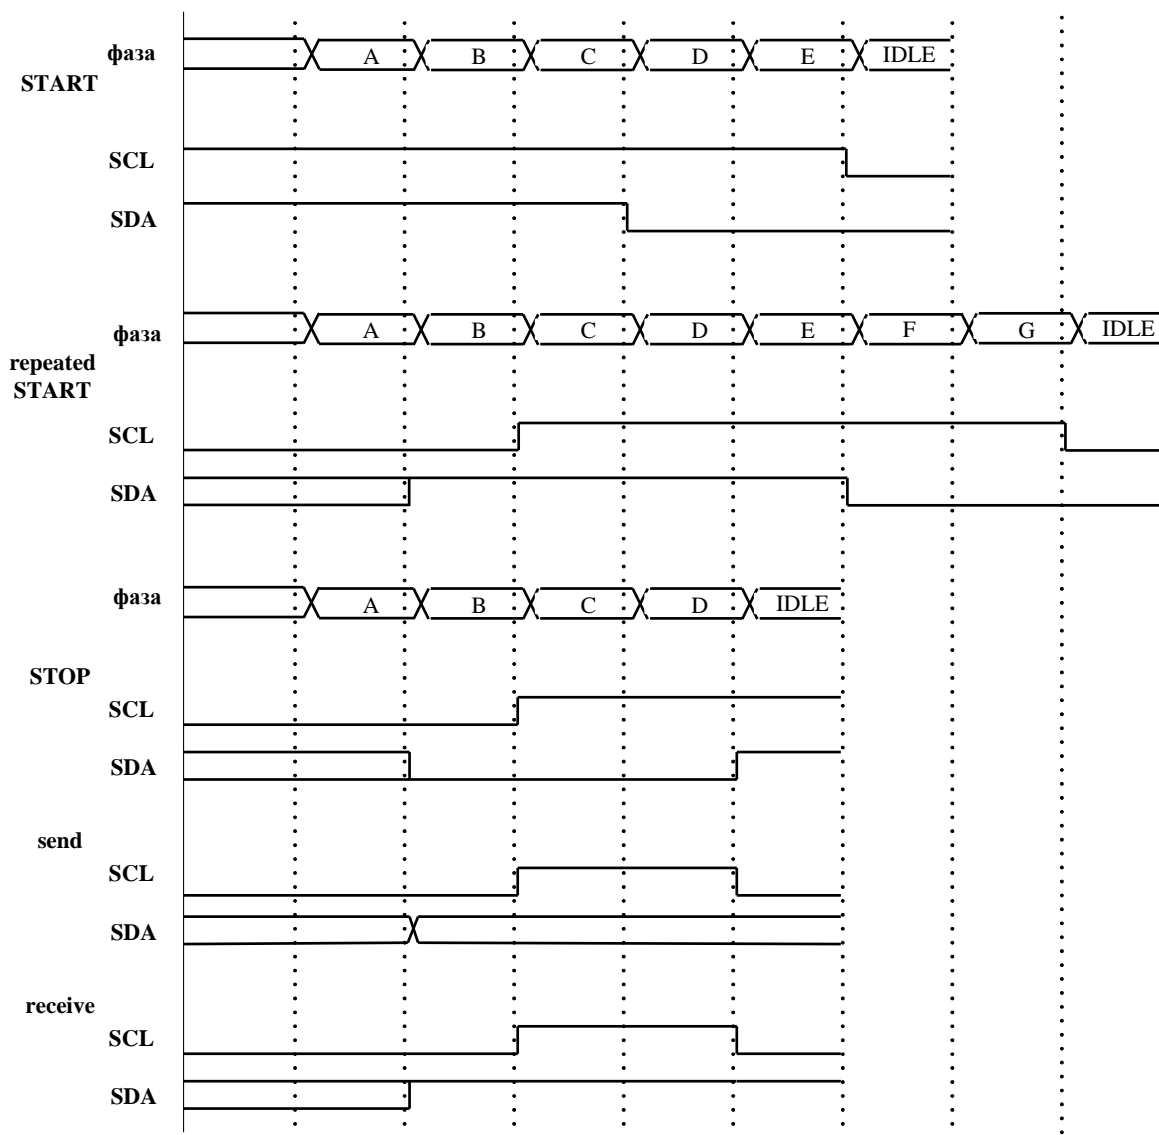 фаза A B C D E IDLE
START
SCL
SDA
фаза A B C D E F G IDLE
repeated
START
SCL
SDA
фаза A B C D IDLE
STOP
SCL
SDA
send
SCL
SDA
receive
SCL
SDA